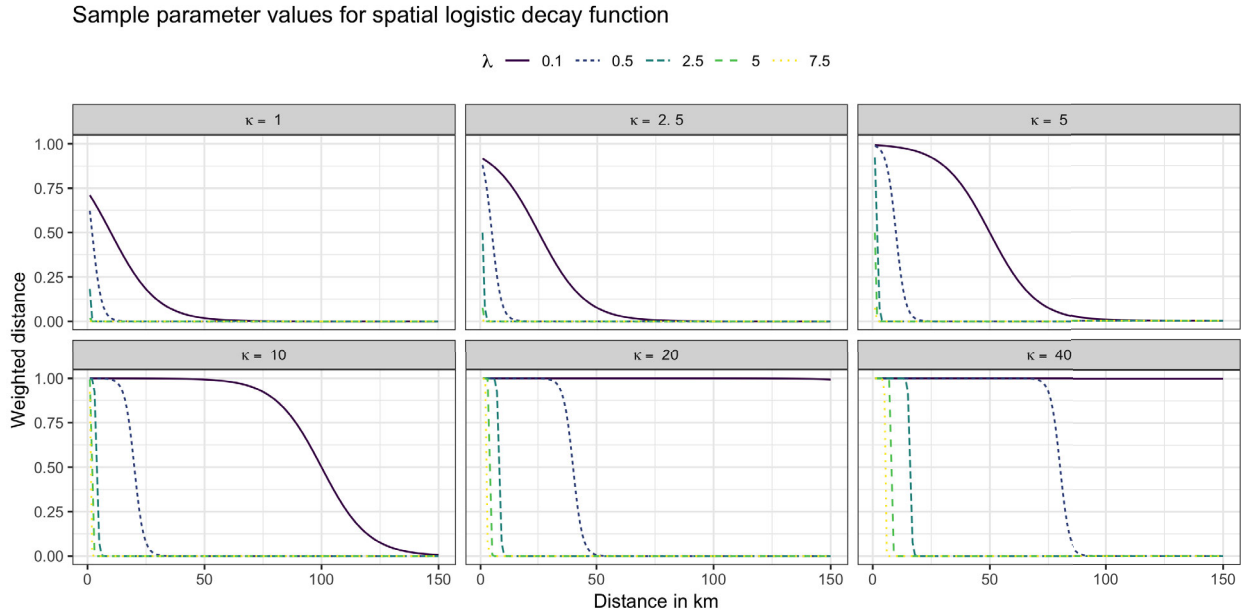 Sample parameter values for spatial logistic decay function
λ 0.1 0.5 2.5 5 7.5
κ = 1 κ = 2. 5 κ = 5
1.00
0.75
0.50
0.25
0.00
κ = 10 κ = 20 κ = 40
1.00
0.75
0.50
0.25
0.00
0 50 100 150 0 50 100 150 0 50 100 150
Weighted distance
Distance in km